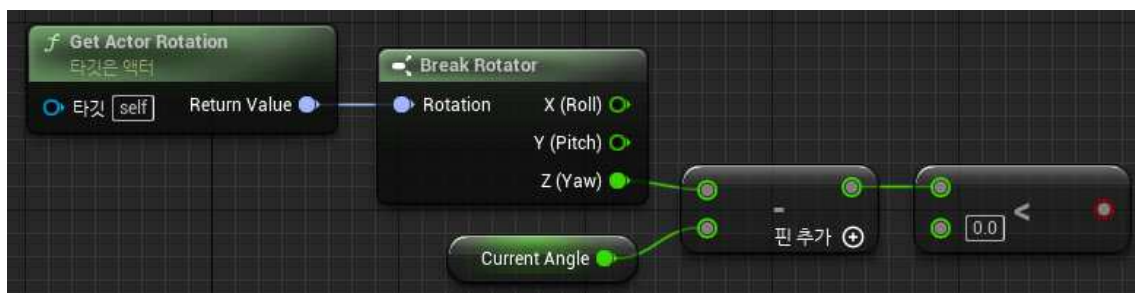 f Get Actor Rotation
타깃은 액터
타깃 self Return Value
Break Rotator
Rotation X (Roll)
Y (Pitch)
Z (Yaw)
Current Angle
-
핀 추가
0.0 <